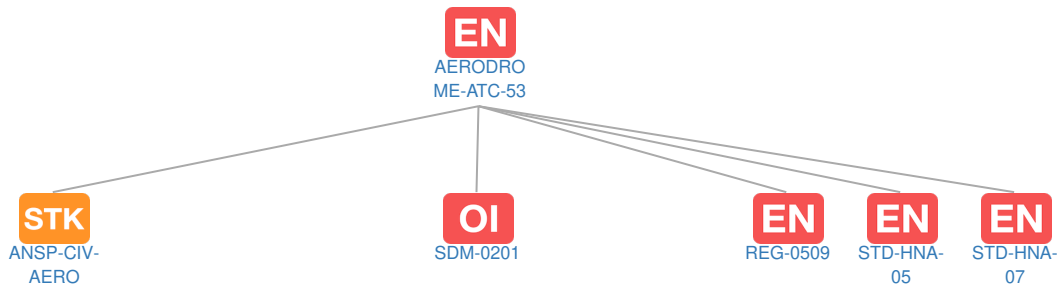 EN
AERODRO
ME-ATC-53
STK
ANSP-CIV-
AERO
OI
SDM-0201
EN
REG-0509
EN
STD-HNA-
05
EN
STD-HNA-
07